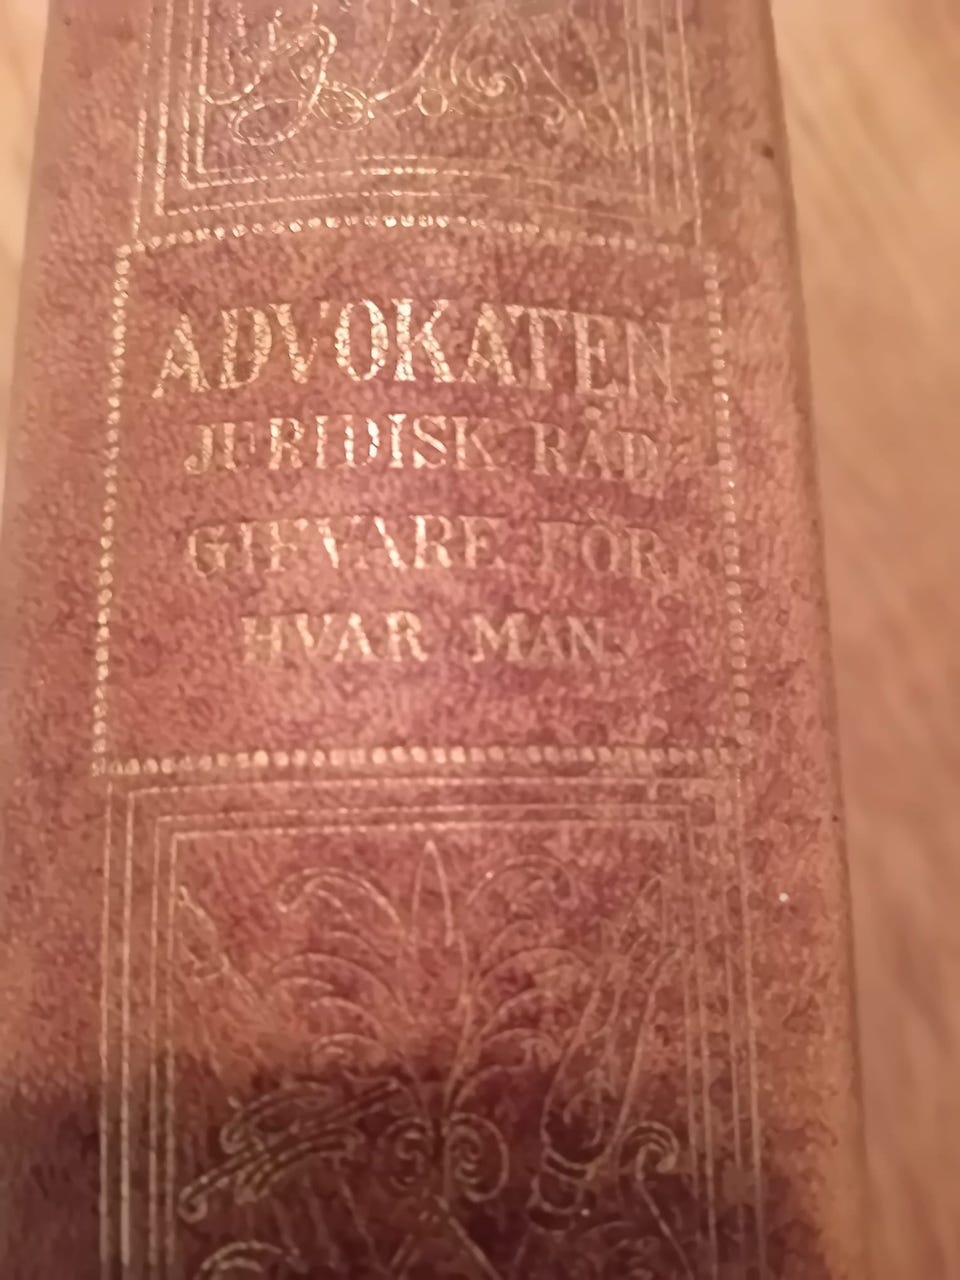 ADVOKATEN
JURIDISK RÅD-
GIFVARE FÖR
HVAR MAN.